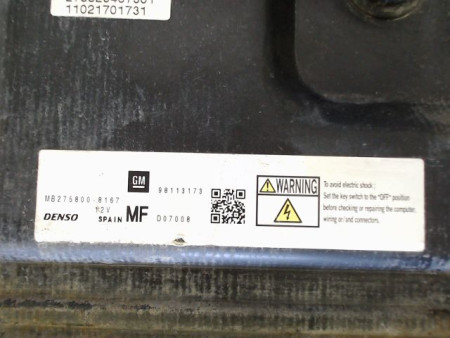 11021701731
GM 98113173
MB275800-8167
12V
DENSO SPAIN MF D07008
WARNING
To avoid electric shock ;
Set the key switch to the "OFF" position
before checking or repairing the computer,
wiring or/and connectors.